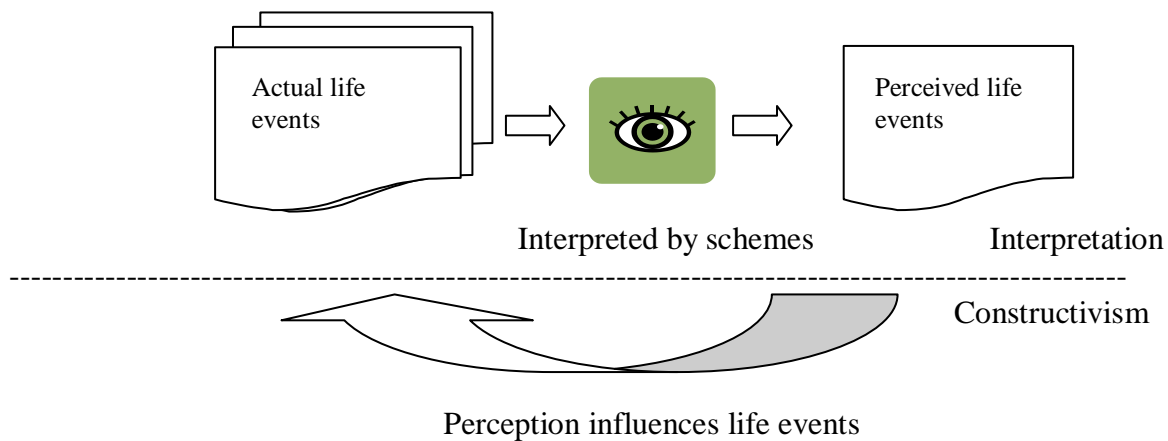 Actual life
events
Perceived life
events
Interpreted by schemes
Interpretation
Constructivism
Perception influences life events